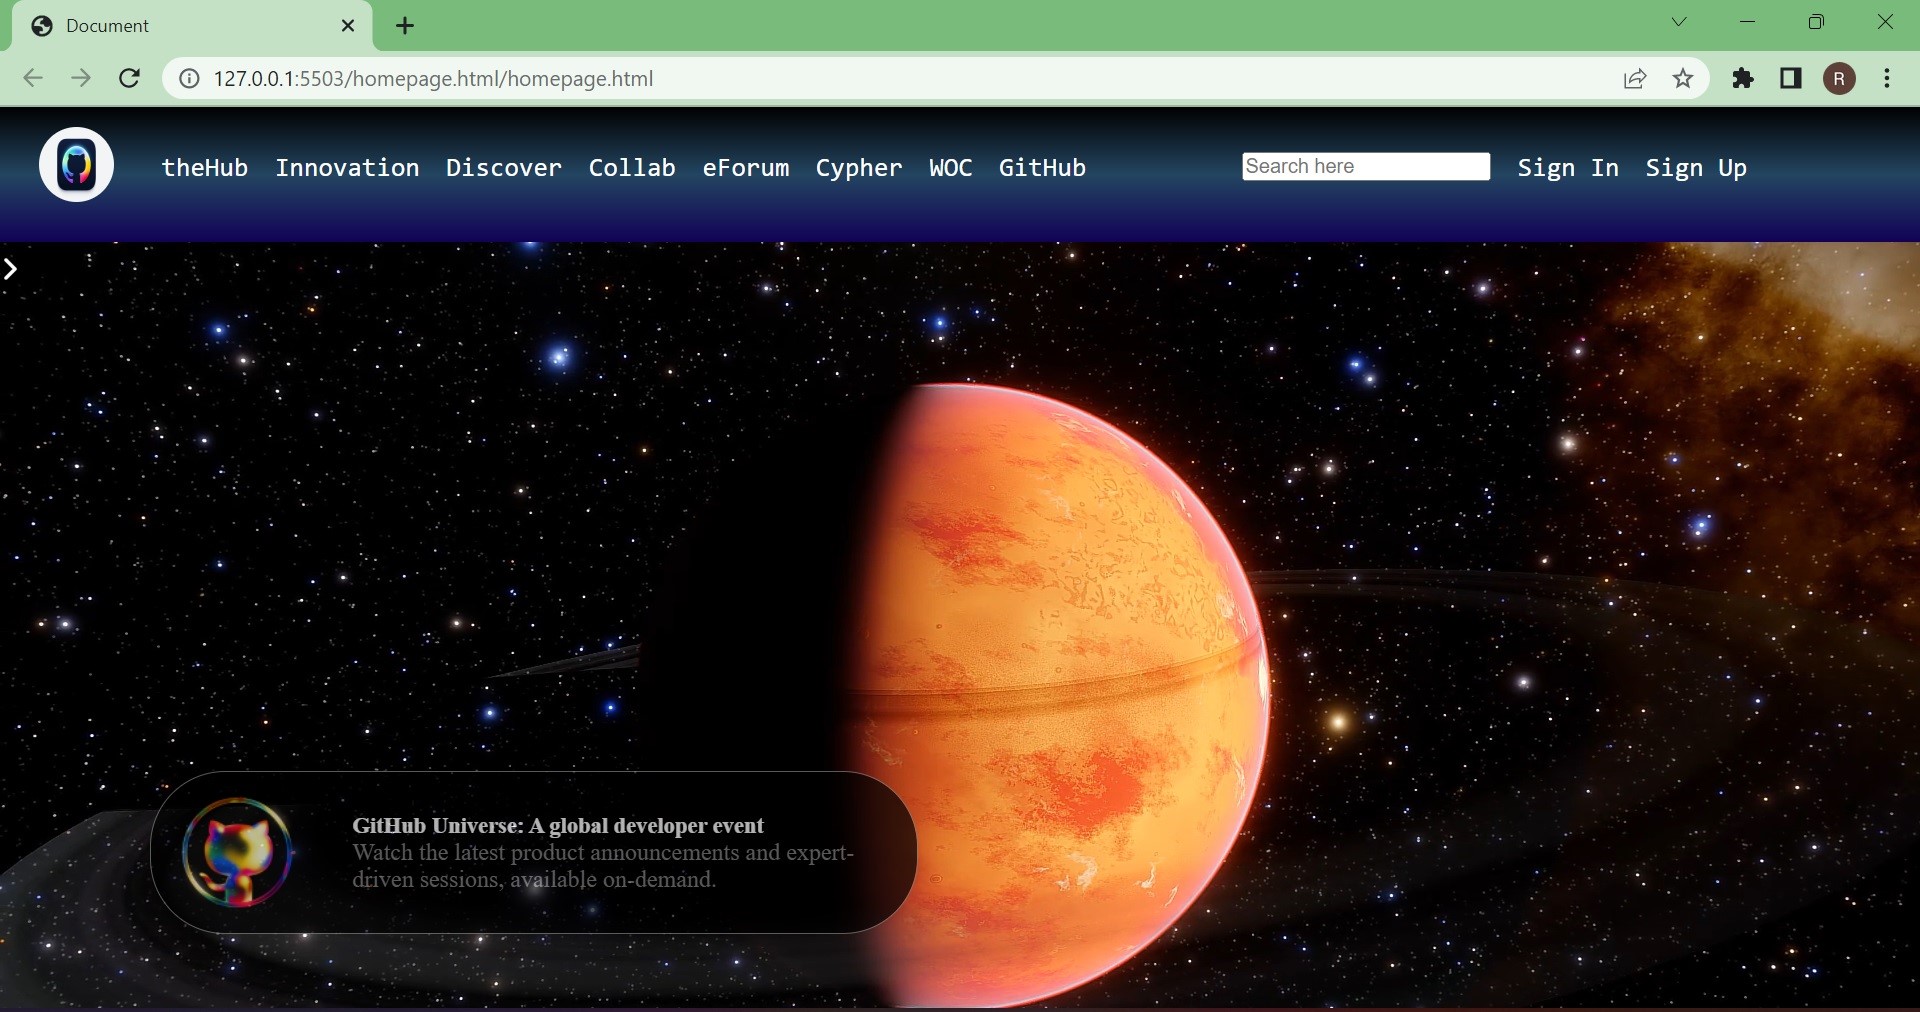 Document
127.0.0.1:5503/homepage.html/homepage.html
R
theHub Innovation Discover Collab eForum Cypher WOC GitHub Search here Sign In Sign Up
GitHub Universe: A global developer event
Watch the latest product announcements and expert-
driven sessions, available on-demand.